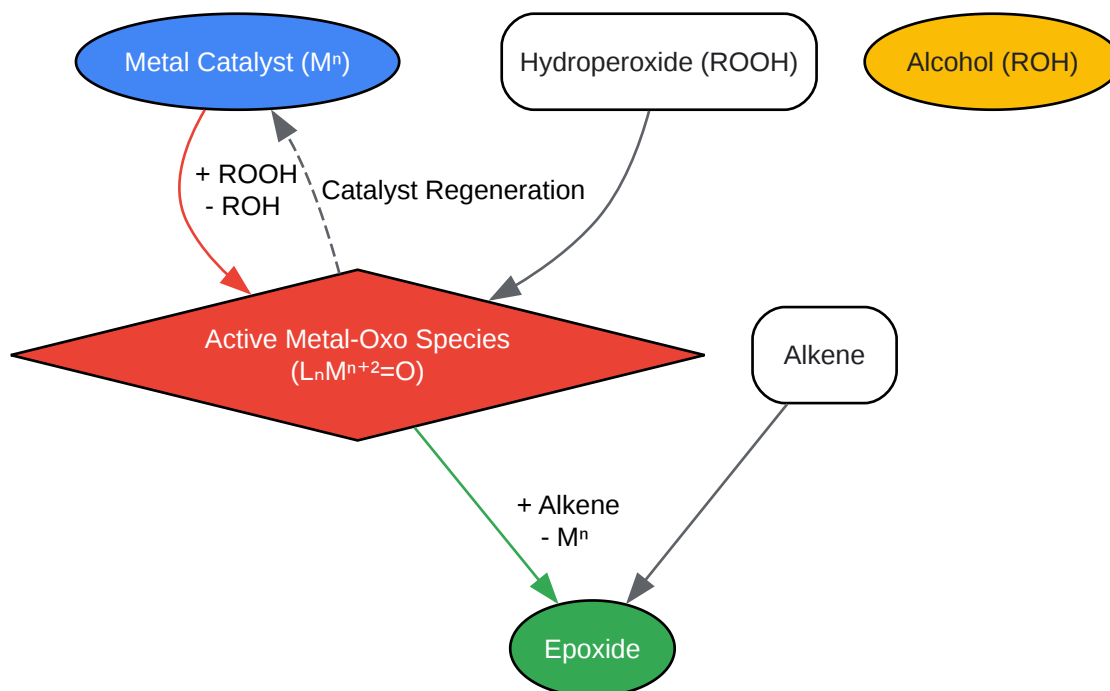 Metal Catalyst (Mⁿ)
Hydroperoxide (ROOH)
Alcohol (ROH)
+ ROOH
- ROH
Catalyst Regeneration
Active Metal-Oxo Species
(LₙMⁿ⁺²=O)
Alkene
+ Alkene
- Mⁿ
Epoxide